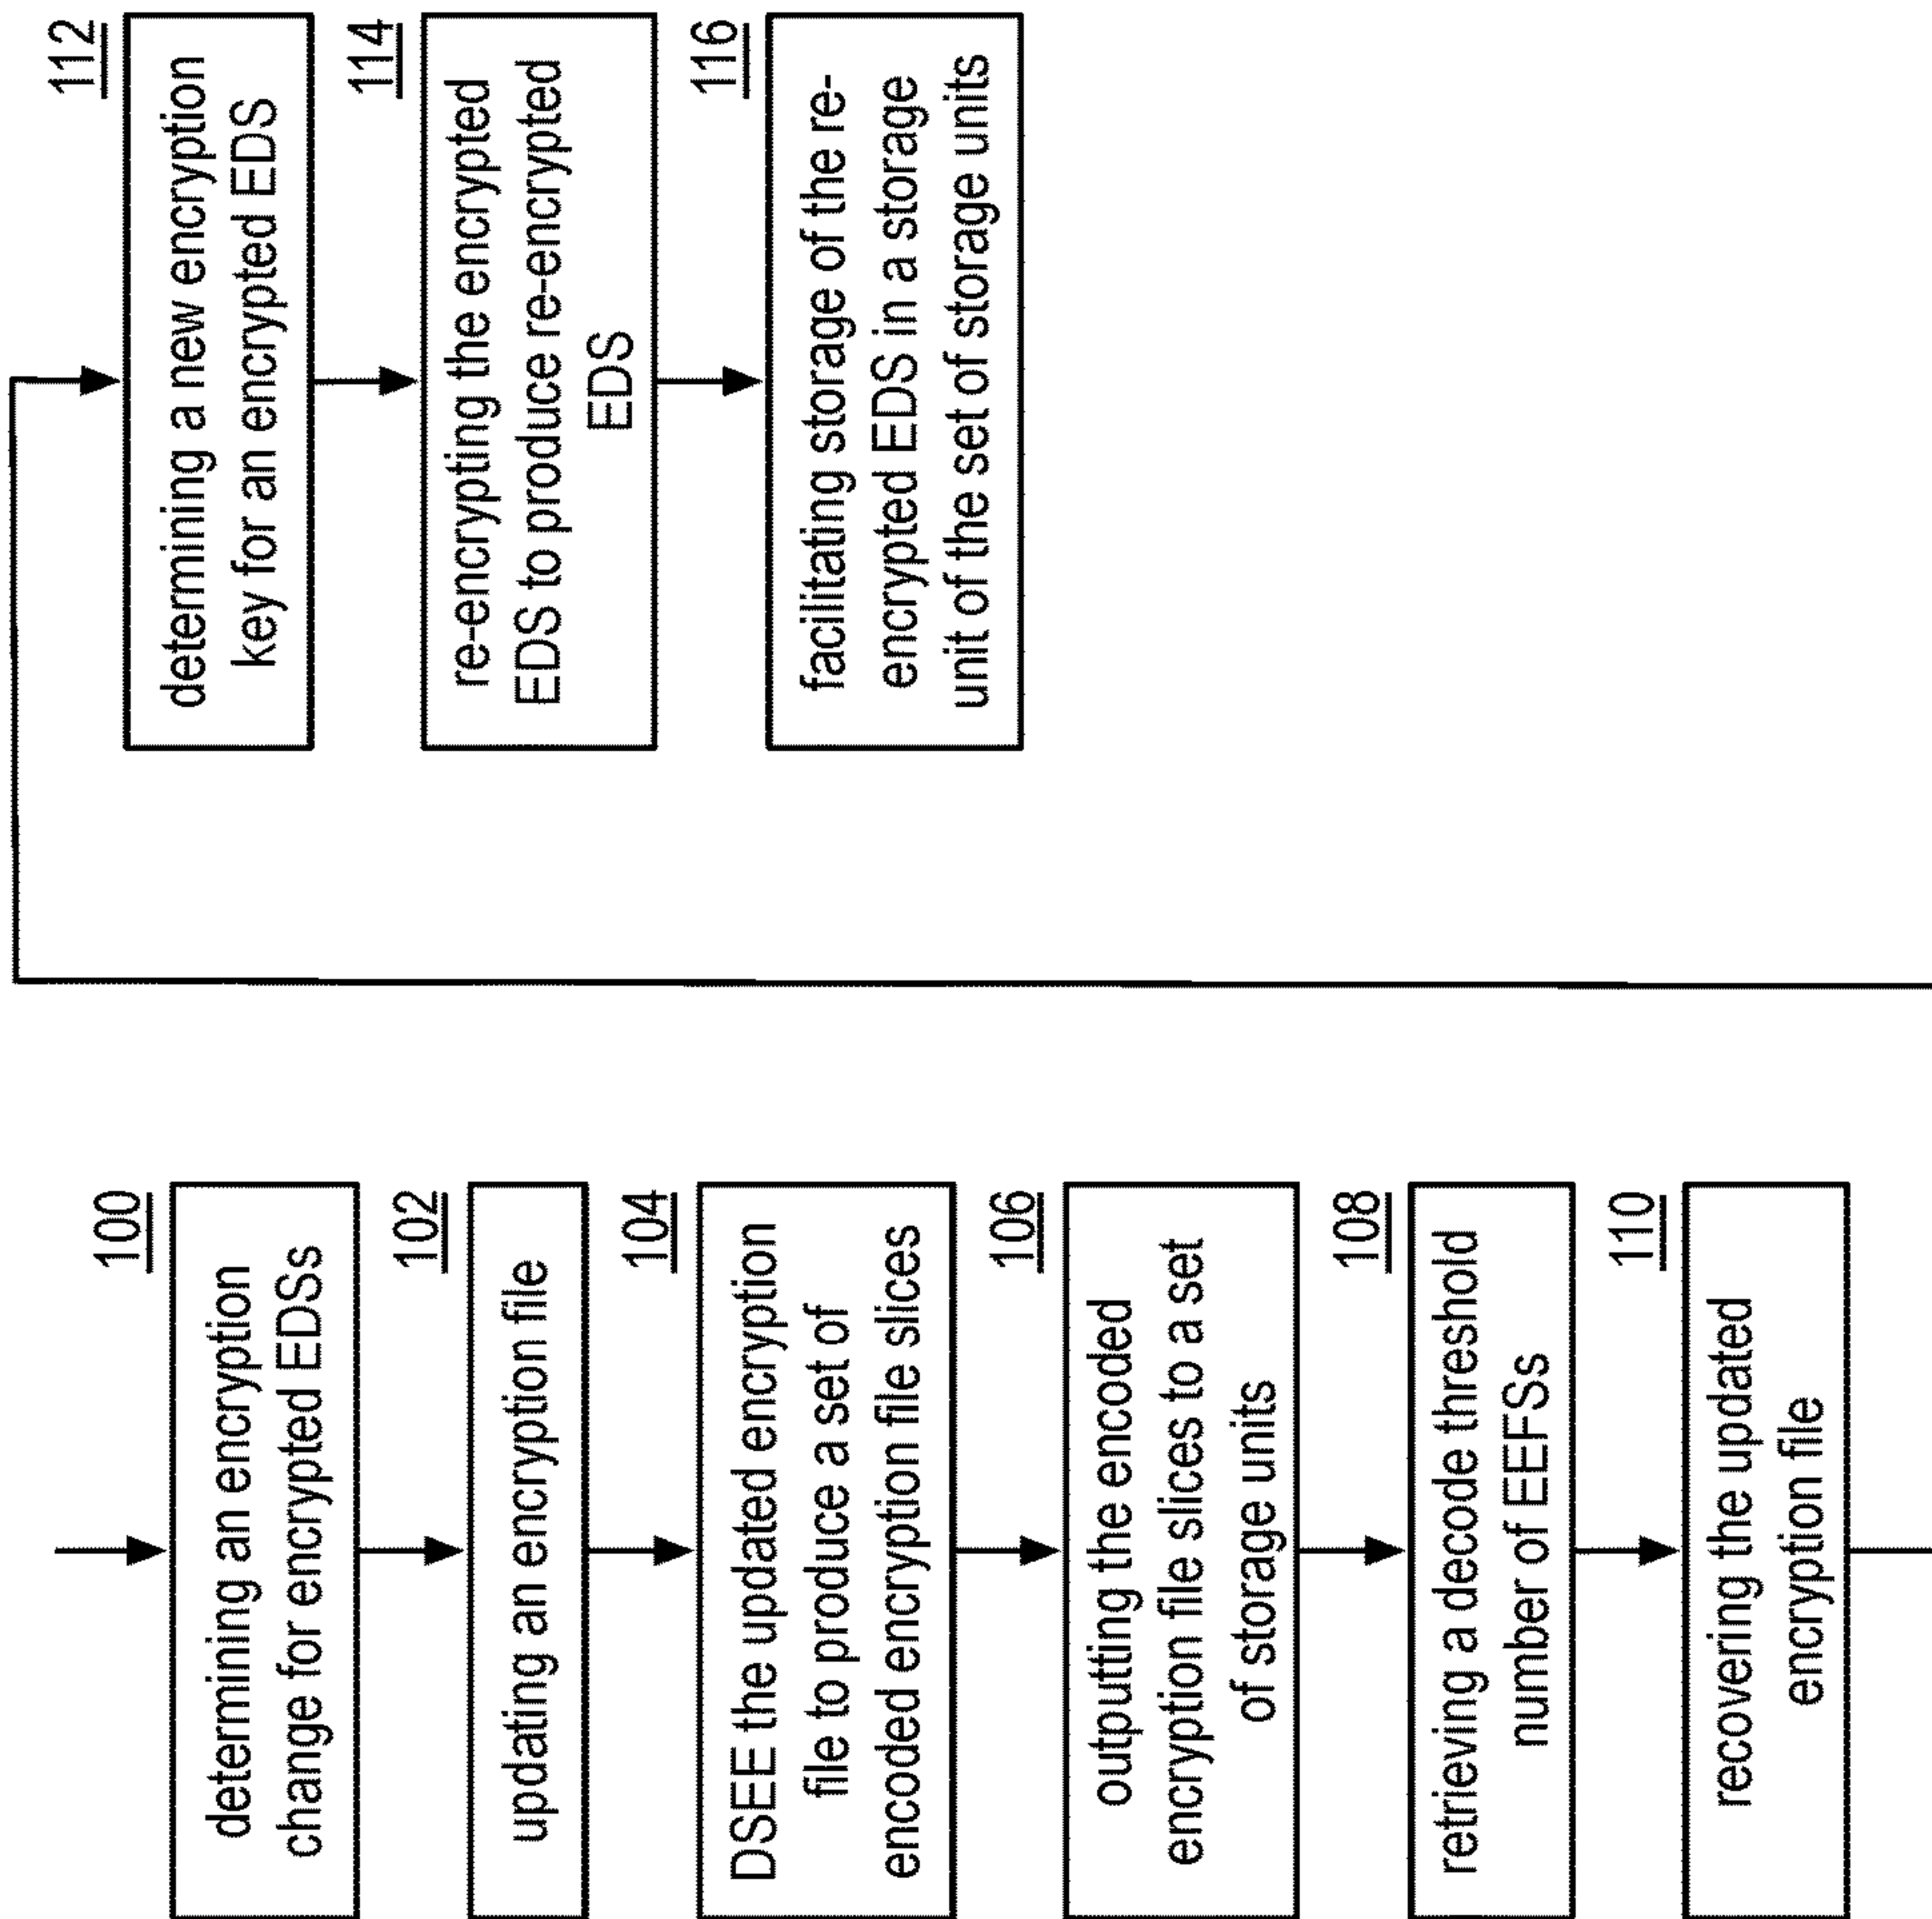 100
determining an encryption
change for encrypted EDSs
102
updating an encryption file
104
DSEE the updated encryption
file to produce a set of
encoded encryption file slices
106
outputting the encoded
encryption file slices to a set
of storage units
108
retrieving a decode threshold
number of EEFSs
110
recovering the updated
encryption file
112
determining a new encryption
key for an encrypted EDS
114
re-encrypting the encrypted
EDS to produce re-encrypted
EDS
116
facilitating storage of the re-
encrypted EDS in a storage
unit of the set of storage units